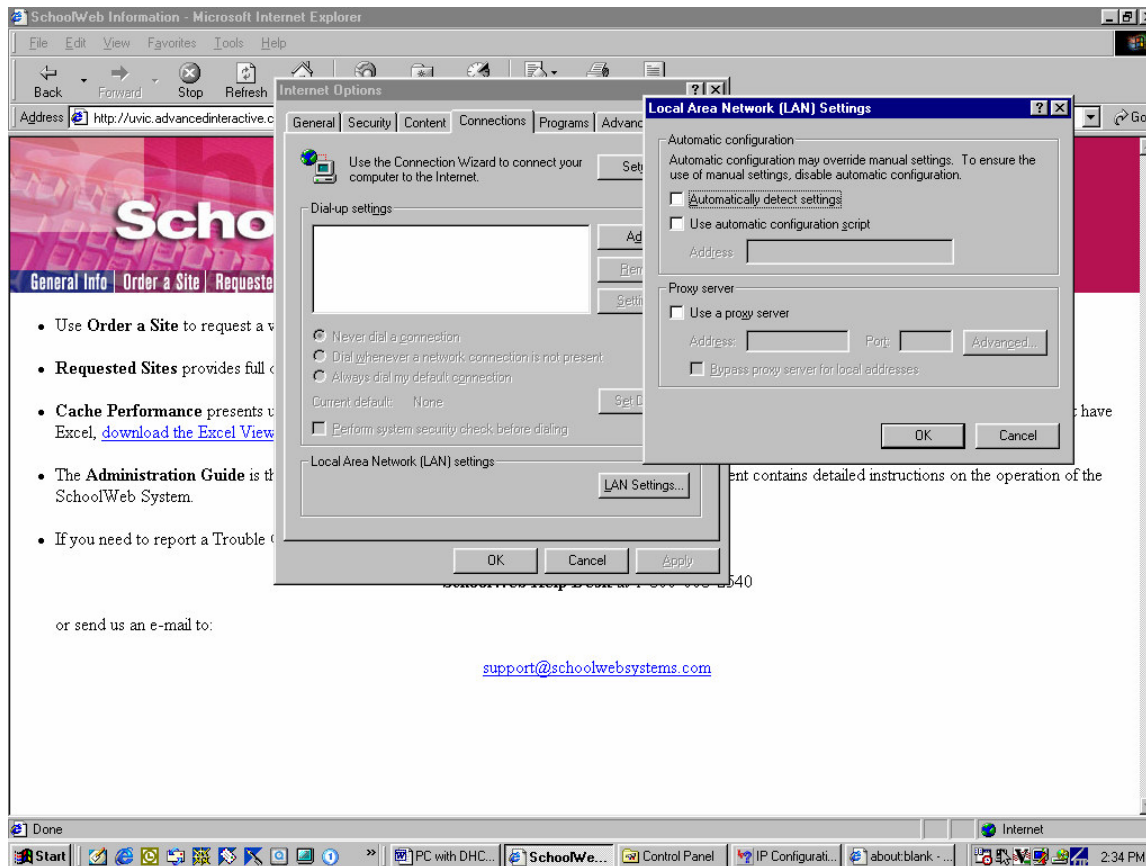 SchoolWeb Information - Microsoft Internet Explorer
File Edit View Favorites Tools Help
Back Forward Stop Refresh
Address http://uvic.advancedinteractive.c Go
Internet Options
General Security Content Connections Programs Advanc
Use the Connection Wizard to connect your
computer to the Internet.
Dial-up settings
Never dial a connection
Dial whenever a network connection is not present
Always dial my default connection
Current default: None
Perform system security check before dialing
Local Area Network (LAN) settings
LAN Settings...
OK Cancel Apply
Local Area Network (LAN) Settings
Automatic configuration
Automatic configuration may override manual settings. To ensure the
use of manual settings, disable automatic configuration.
Automatically detect settings
Use automatic configuration script
Address
Proxy server
Use a proxy server
Address: Port: Advanced...
Bypass proxy server for local addresses
OK Cancel
Scho
General Info Order a Site Requeste
Use Order a Site to request a
Requested Sites provides full
Cache Performance presents have
Excel, download the Excel View
The Administration Guide is contains detailed instructions on the operation of the
SchoolWeb System.
If you need to report a Trouble
or send us an e-mail to:
support@schoolwebsystems.com
Done Internet
Start PC with DHC... SchoolWe... Control Panel IP Configurati... about:blank - ... 2:34 PM